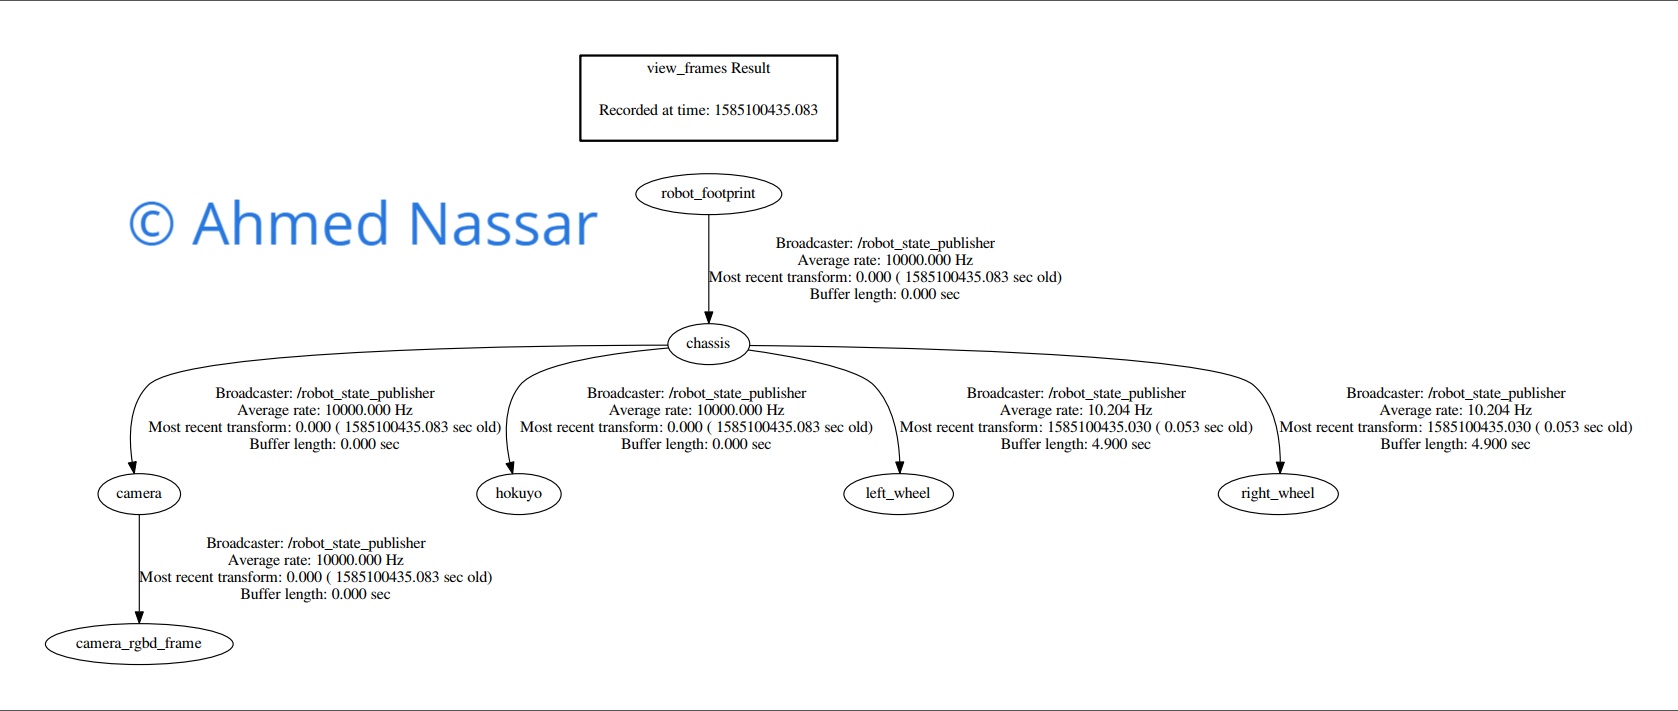 view_frames Result
Recorded at time: 1585100435.083
robot_footprint
© Ahmed Nassar
Broadcaster: /robot_state_publisher
Average rate: 10000.000 Hz
Most recent transform: 0.000 ( 1585100435.083 sec old)
Buffer length: 0.000 sec
chassis
Broadcaster: /robot_state_publisher
Average rate: 10000.000 Hz
Most recent transform: 0.000 ( 1585100435.083 sec old)
Buffer length: 0.000 sec
Broadcaster: /robot_state_publisher
Average rate: 10000.000 Hz
Most recent transform: 0.000 ( 1585100435.083 sec old)
Buffer length: 0.000 sec
Broadcaster: /robot_state_publisher
Average rate: 10.204 Hz
Most recent transform: 1585100435.030 ( 0.053 sec old)
Buffer length: 4.900 sec
Broadcaster: /robot_state_publisher
Average rate: 10.204 Hz
Most recent transform: 1585100435.030 ( 0.053 sec old)
Buffer length: 4.900 sec
camera
hokuyo
left_wheel
right_wheel
Broadcaster: /robot_state_publisher
Average rate: 10000.000 Hz
Most recent transform: 0.000 ( 1585100435.083 sec old)
Buffer length: 0.000 sec
camera_rgbd_frame